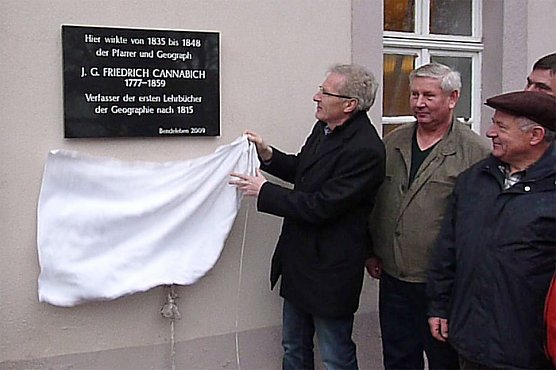 Hier wirkte von 1835 bis 1848
der Pfarrer und Geograph
J. G. FRIEDRICH CANNABICH
1777–1859
Verfasser der ersten Lehrbücher
der Geographie nach 1815
Bendeleben 2009